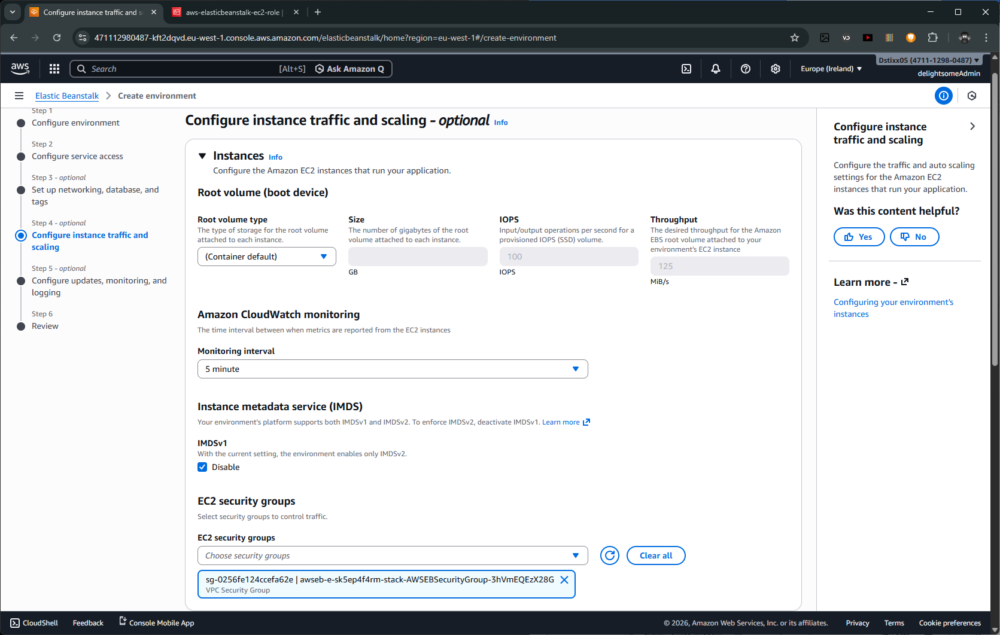 Configure instance traffic and s
aws-elasticbeanstalk-ec2-role |
471112980487-kft2dqvd.eu-west-1.console.aws.amazon.com/elasticbeanstalk/home?region=eu-west-1#/create-environment
aws
Search
[Alt+S]
Ask Amazon Q
Europe (Ireland)
Dstixx05 (4711-1298-0487)
delightsomeAdmin
Elastic Beanstalk
Create environment
Step 1
Configure environment
Step 2
Configure service access
Step 3 - optional
Set up networking, database, and
tags
Step 4 - optional
Configure instance traffic and
scaling
Step 5 - optional
Configure updates, monitoring, and
logging
Step 6
Review
Configure instance traffic and scaling - optional Info
Instances Info
Configure the Amazon EC2 instances that run your application.
Root volume (boot device)
Root volume type
The type of storage for the root volume
attached to each instance.
(Container default)
Size
The number of gigabytes of the root
volume attached to each instance.
GB
IOPS
Input/output operations per second for a
provisioned IOPS (SSD) volume.
100
IOPS
Throughput
The desired throughput for the Amazon
EBS root volume attached to your
environment's EC2 instance
125
MiB/s
Amazon CloudWatch monitoring
The time interval between when metrics are reported from the EC2 instances
Monitoring interval
5 minute
Instance metadata service (IMDS)
Your environment's platform supports both IMDSv1 and IMDSv2. To enforce IMDSv2, deactivate IMDSv1. Learn more
IMDSv1
With the current setting, the environment enables only IMDSv2.
Disable
EC2 security groups
Select security groups to control traffic.
EC2 security groups
Choose security groups
Clear all
sg-0256fe124ccefa62e | awseb-e-sk5ep4f4rm-stack-AWSEBSecurityGroup-3hVmEQEzX28G
VPC Security Group
Configure instance
traffic and scaling
Configure the traffic and auto scaling
settings for the Amazon EC2
instances that run your application.
Was this content helpful?
Yes
No
Learn more -
Configuring your environment's
instances
CloudShell
Feedback
Console Mobile App
© 2026, Amazon Web Services, Inc. or its affiliates.
Privacy
Terms
Cookie preferences